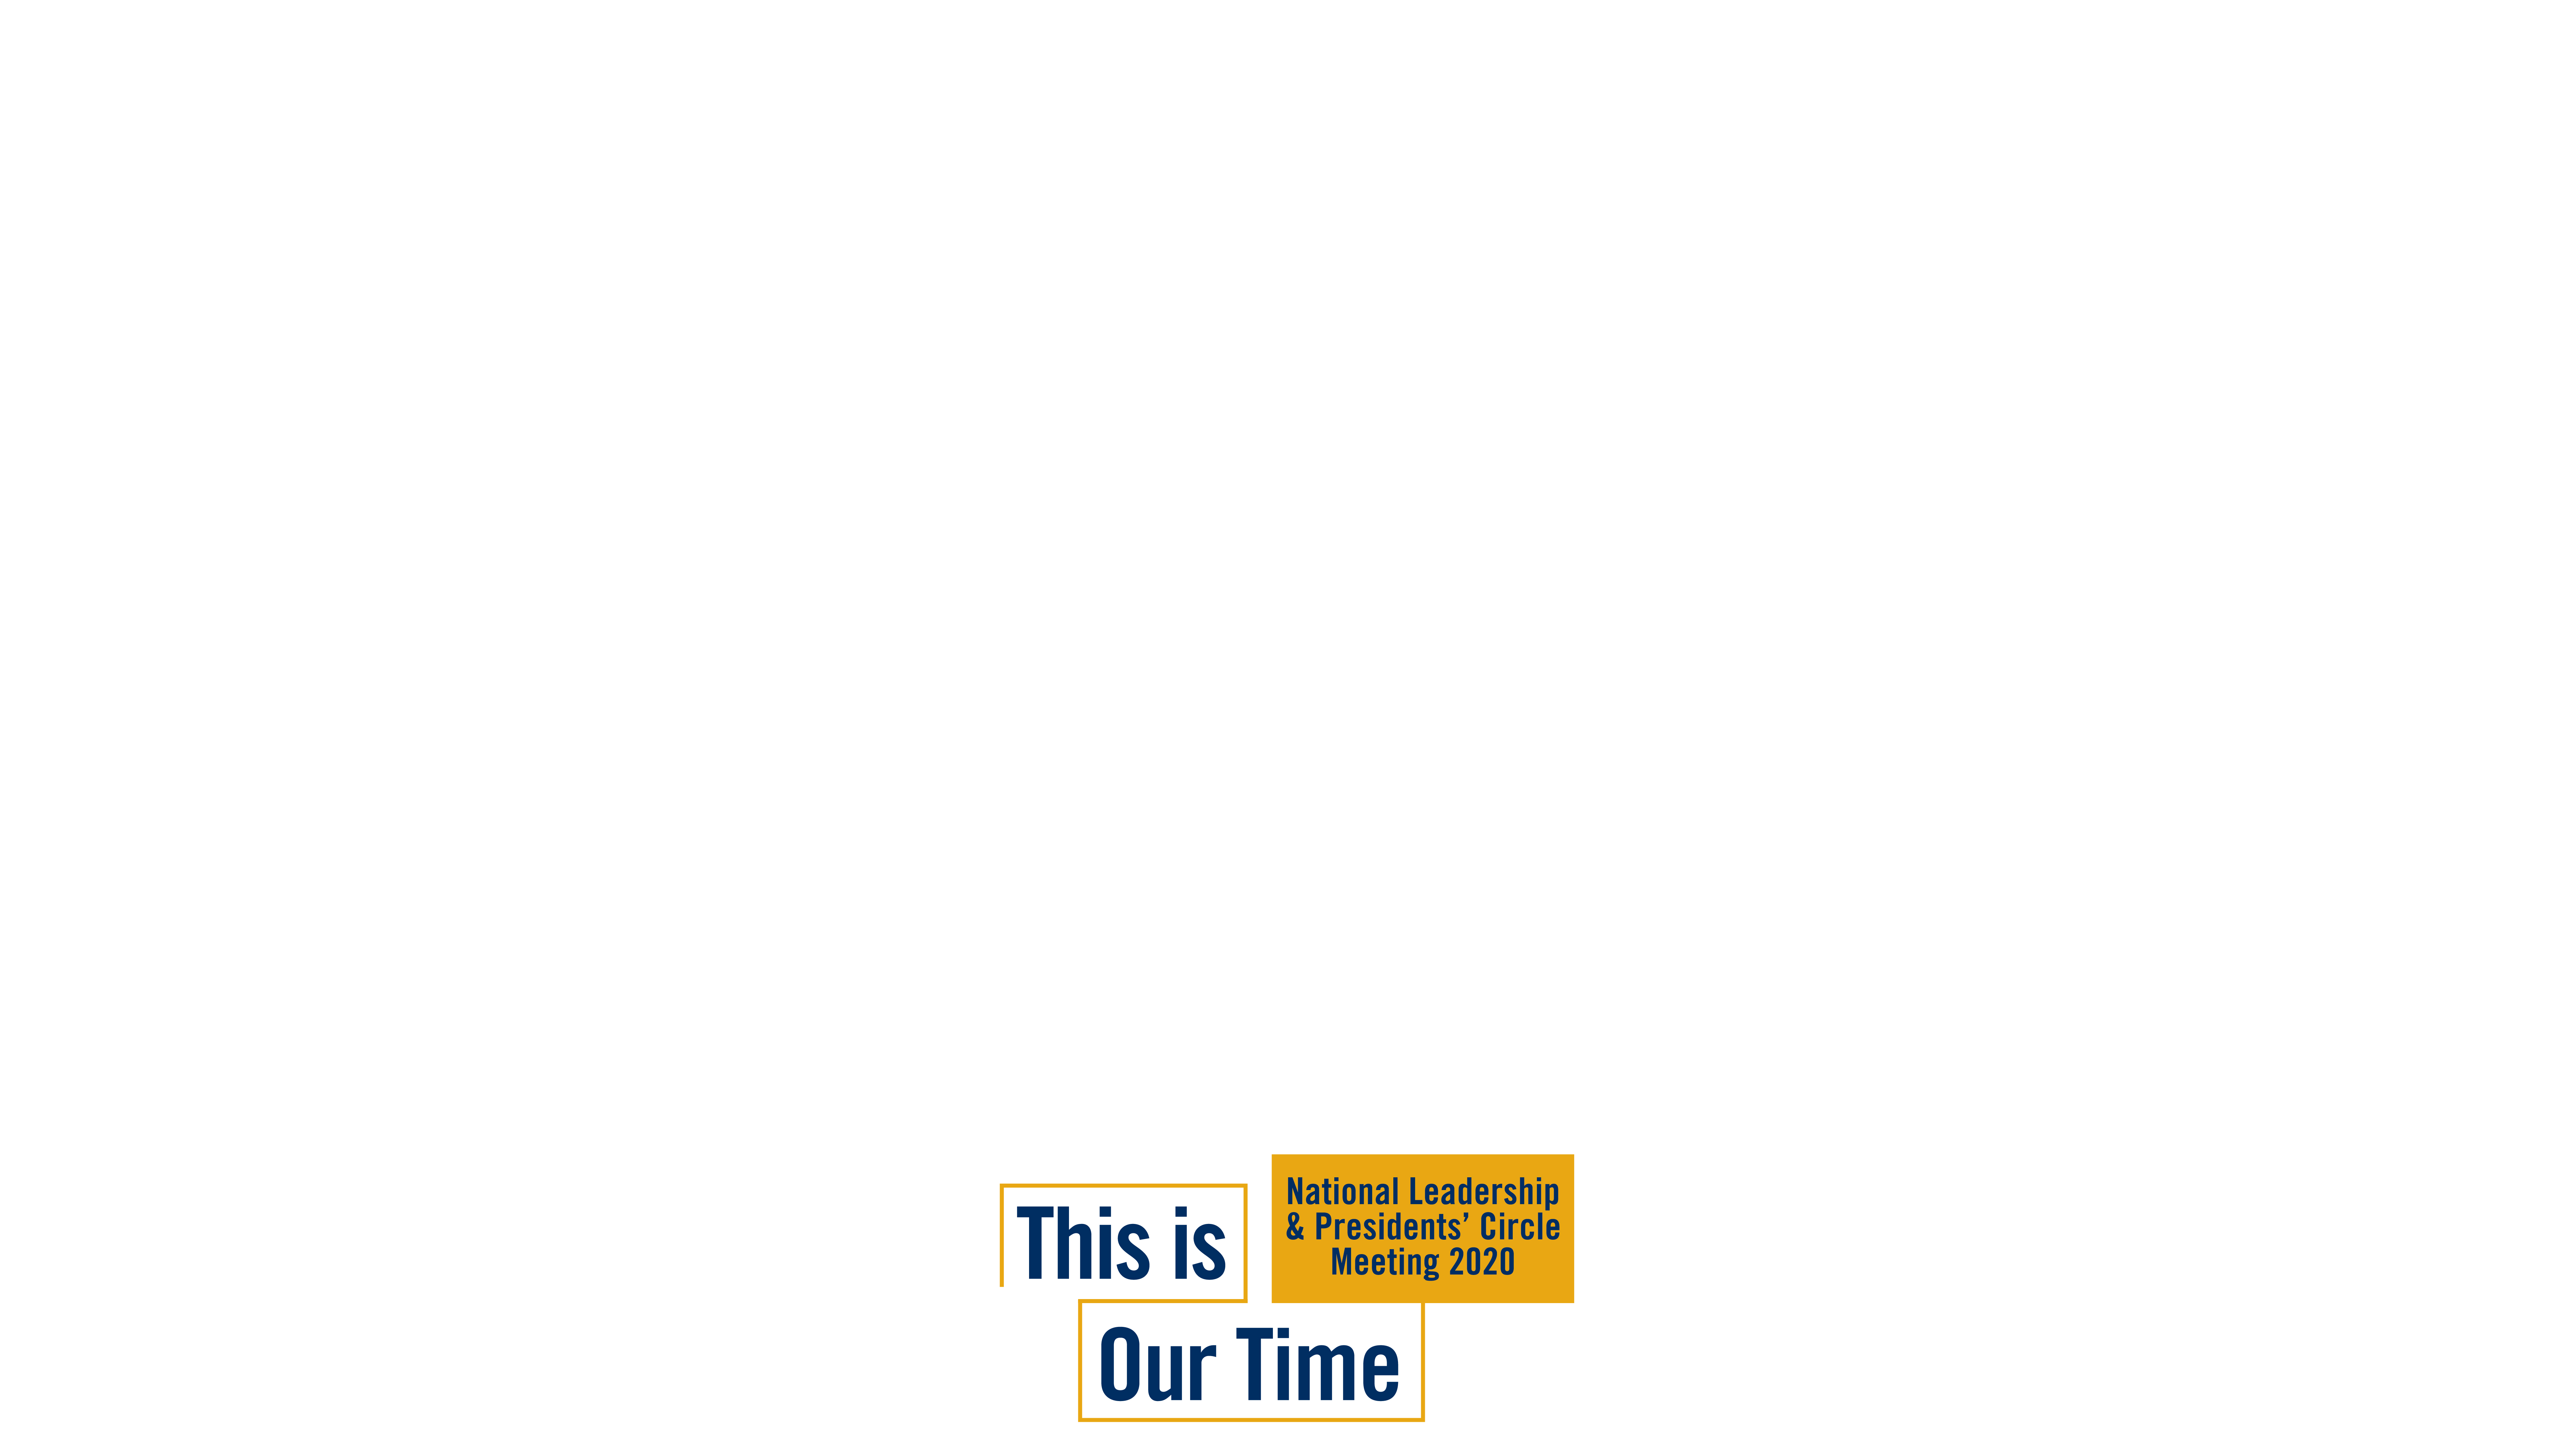 This is
Our Time
National Leadership
& Presidents’ Circle
Meeting 2020